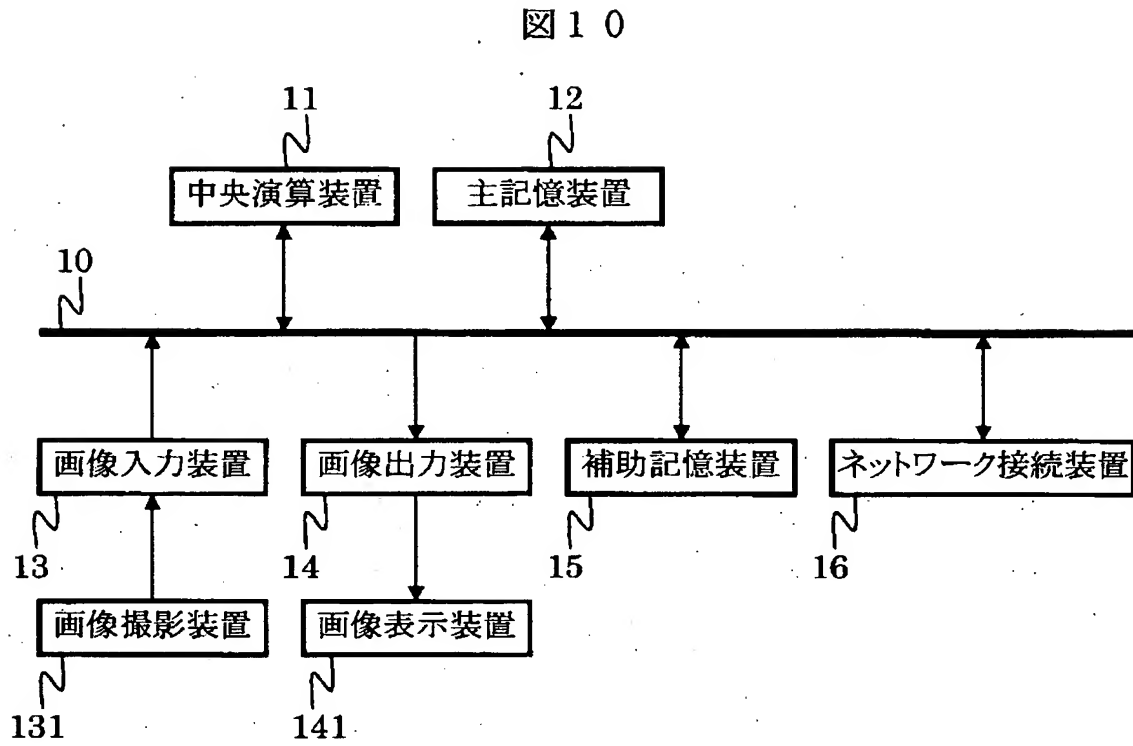 図10
11
12
中央演算装置
主記憶装置
10
画像入力装置
画像出力装置
補助記憶装置
ネットワーク接続装置
13
14
15
16
画像撮影装置
画像表示装置
131
141